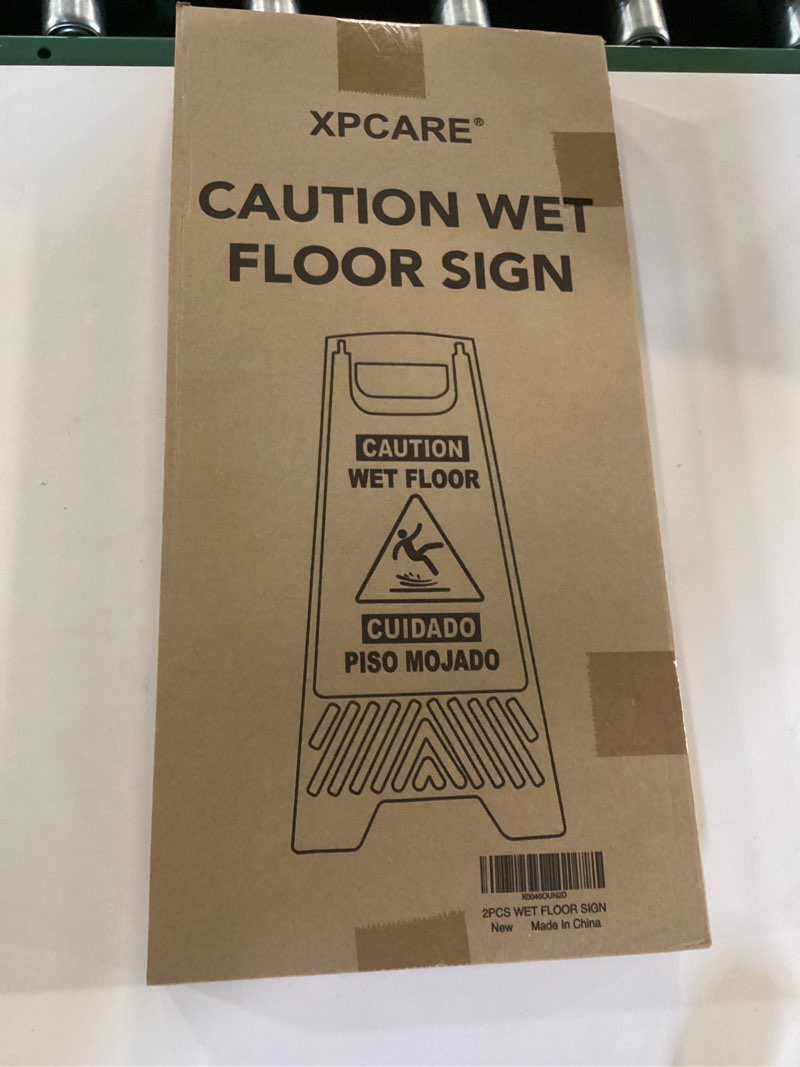 XPCARE®
CAUTION WET
FLOOR SIGN
CAUTION
WET FLOOR
CUIDADO
PISO MOJADO
X0046OUN2D
2PCS WET FLOOR SIGN
New Made In China